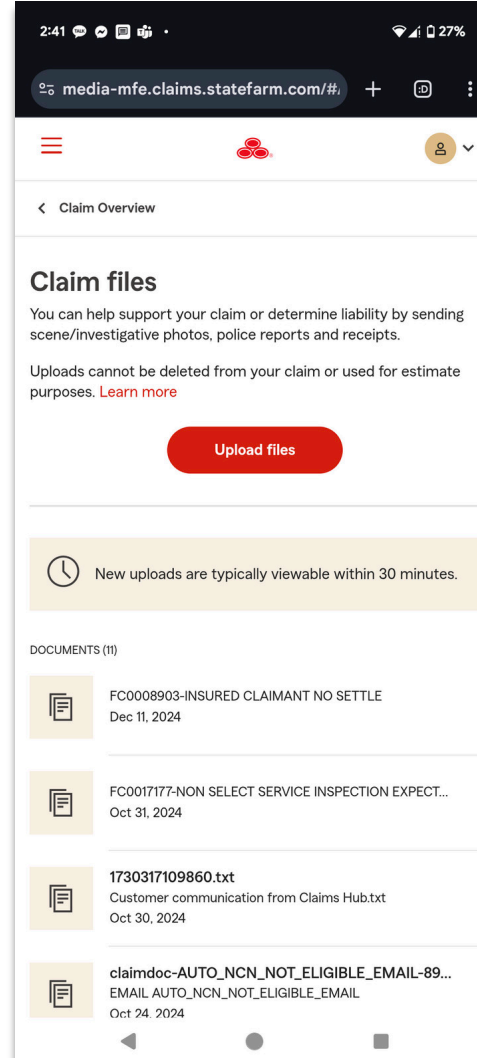 2:41
27%
media-mfe.claims.statefarm.com/#/
Claim Overview
Claim files
You can help support your claim or determine liability by sending
scene/investigative photos, police reports and receipts.
Uploads cannot be deleted from your claim or used for estimate
purposes. Learn more
Upload files
New uploads are typically viewable within 30 minutes.
DOCUMENTS (11)
FC0008903-INSURED CLAIMANT NO SETTLE
Dec 11, 2024
FC0017177-NON SELECT SERVICE INSPECTION EXPECT...
Oct 31, 2024
1730317109860.txt
Customer communication from Claims Hub.txt
Oct 30, 2024
claimdoc-AUTO_NCN_NOT_ELIGIBLE_EMAIL-89...
EMAIL AUTO_NCN_NOT_ELIGIBLE_EMAIL
Oct 24, 2024